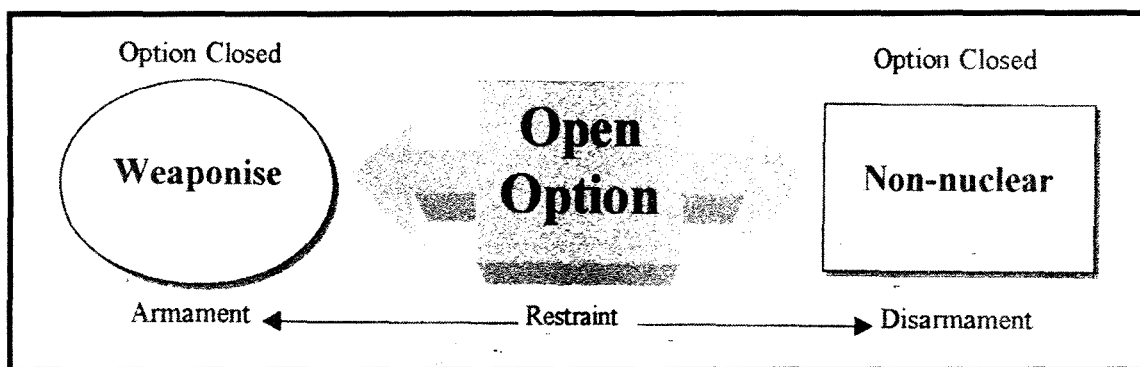 Option Closed
Option Closed
Open
Option
Weaponise
Non-nuclear
Armament
Restraint
Disarmament